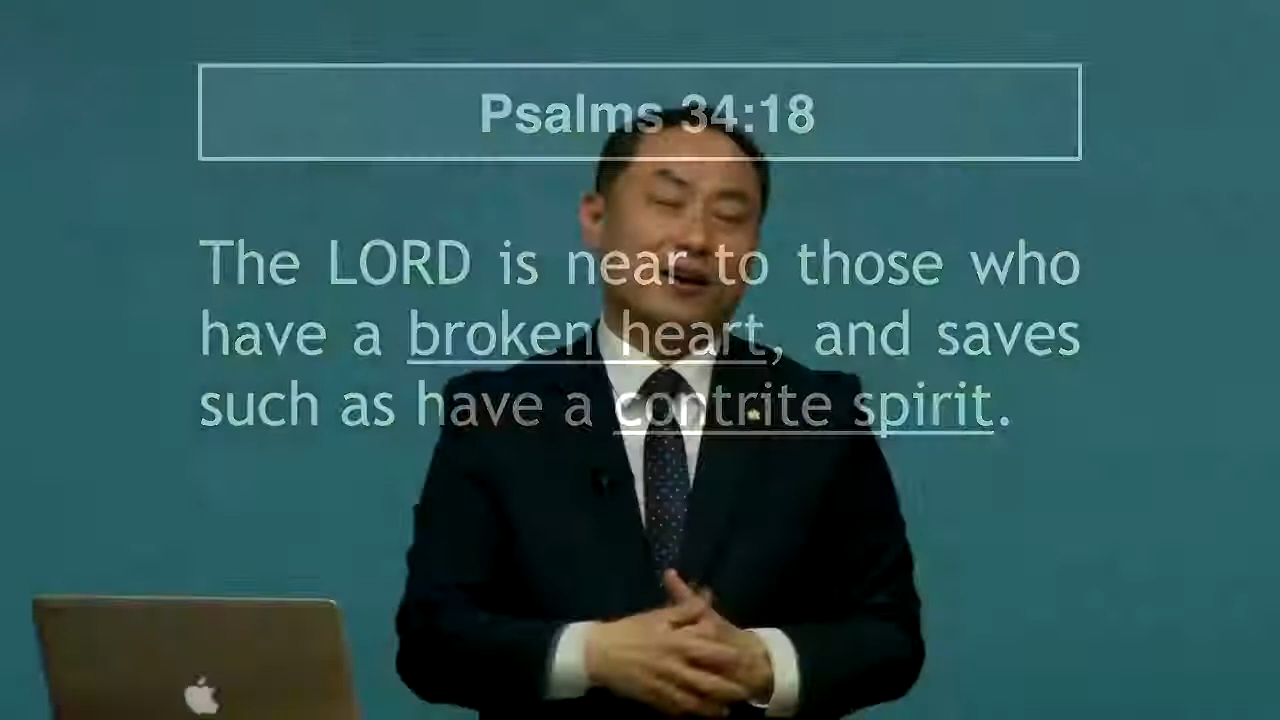 Psalms 34:18
The LORD is near to those who
have a broken heart, and saves
such as have a contrite spirit.